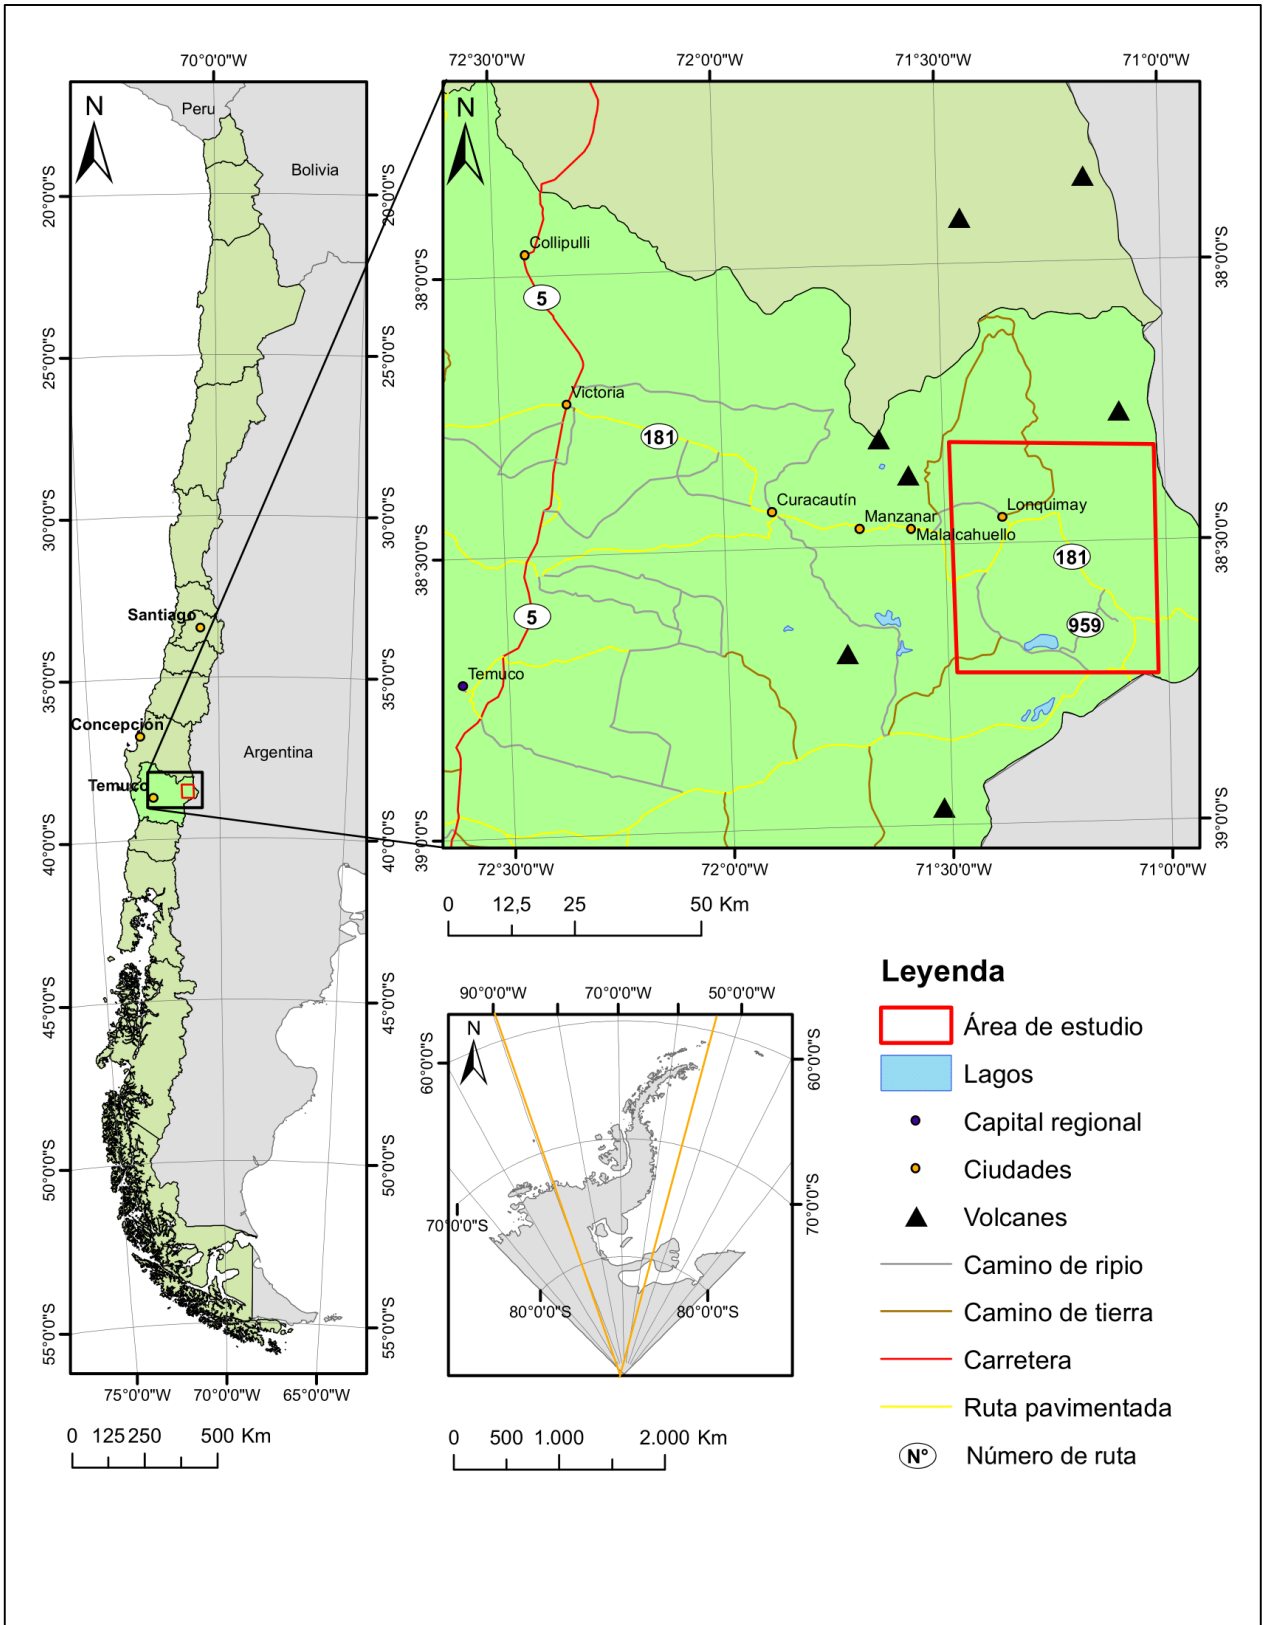 70°0'0"W
N
Peru
Bolivia
20°0'0"S
20°0'0"S
25°0'0"S
25°0'0"S
30°0'0"S
30°0'0"S
Santiago
35°0'0"S
35°0'0"S
Concepción
Argentina
Temuco
40°0'0"S
40°0'0"S
45°0'0"S
45°0'0"S
50°0'0"S
50°0'0"S
55°0'0"S
55°0'0"S
75°0'0"W 70°0'0"W 65°0'0"W
0 125 250 500 Km
72°30'0"W 72°0'0"W 71°30'0"W 71°0'0"W
N
Collipulli
38°0'0"S
38°0'0"S
5
Victoria
181
Curacautín
Manzanar
Malalcahuello
Lonquimay
38°30'0"S
38°30'0"S
181
5
959
Temuco
39°0'0"S
39°0'0"S
72°30'0"W 72°0'0"W 71°30'0"W 71°0'0"W
0 12,5 25 50 Km
90°0'0"W 70°0'0"W 50°0'0"W
N
60°0'0"S
60°0'0"S
70°0'0"S
70°0'0"S
80°0'0"S 80°0'0"S
0 500 1.000 2.000 Km
Leyenda
Área de estudio
Lagos
Capital regional
Ciudades
Volcanes
Camino de ripio
Camino de tierra
Carretera
Ruta pavimentada
N° Número de ruta